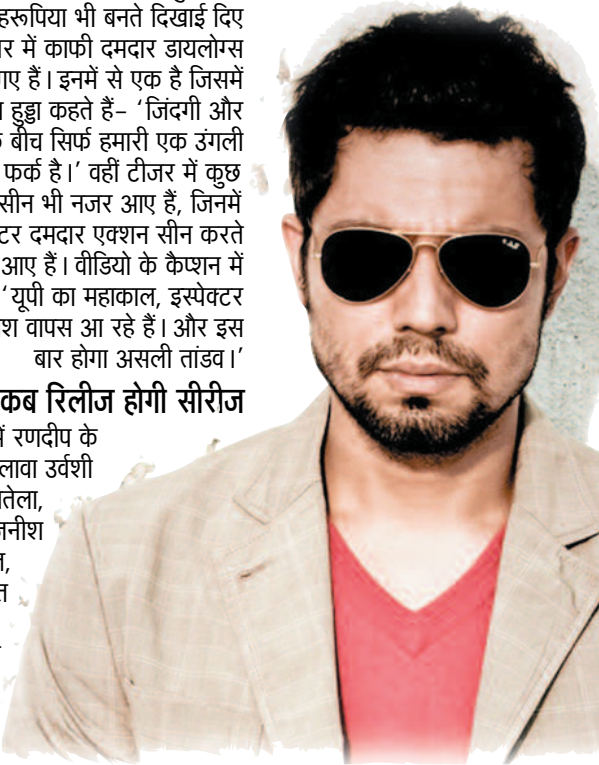 हरूपिया भी बनते दिखाई दिए
र में काफी दमदार डायलोग्स
गए हैं। इनमें से एक है जिसमें
हुड्डा कहते हैं– ‘जिंदगी और
बीच सिर्फ हमारी एक उंगली
फर्क है।’ वहीं टीजर में कुछ
सीन भी नजर आए हैं, जिनमें
टर दमदार एक्शन सीन करते
आए हैं। वीडियो के कैप्शन में
‘यूपी का महाकाल, इस्पेक्टर
श वापस आ रहे हैं। और इस
बार होगा असली तांडव।’
कब रिलीज होगी सीरीज
में रणदीप के
लावा उर्वशी
तेला,
जनीश
त